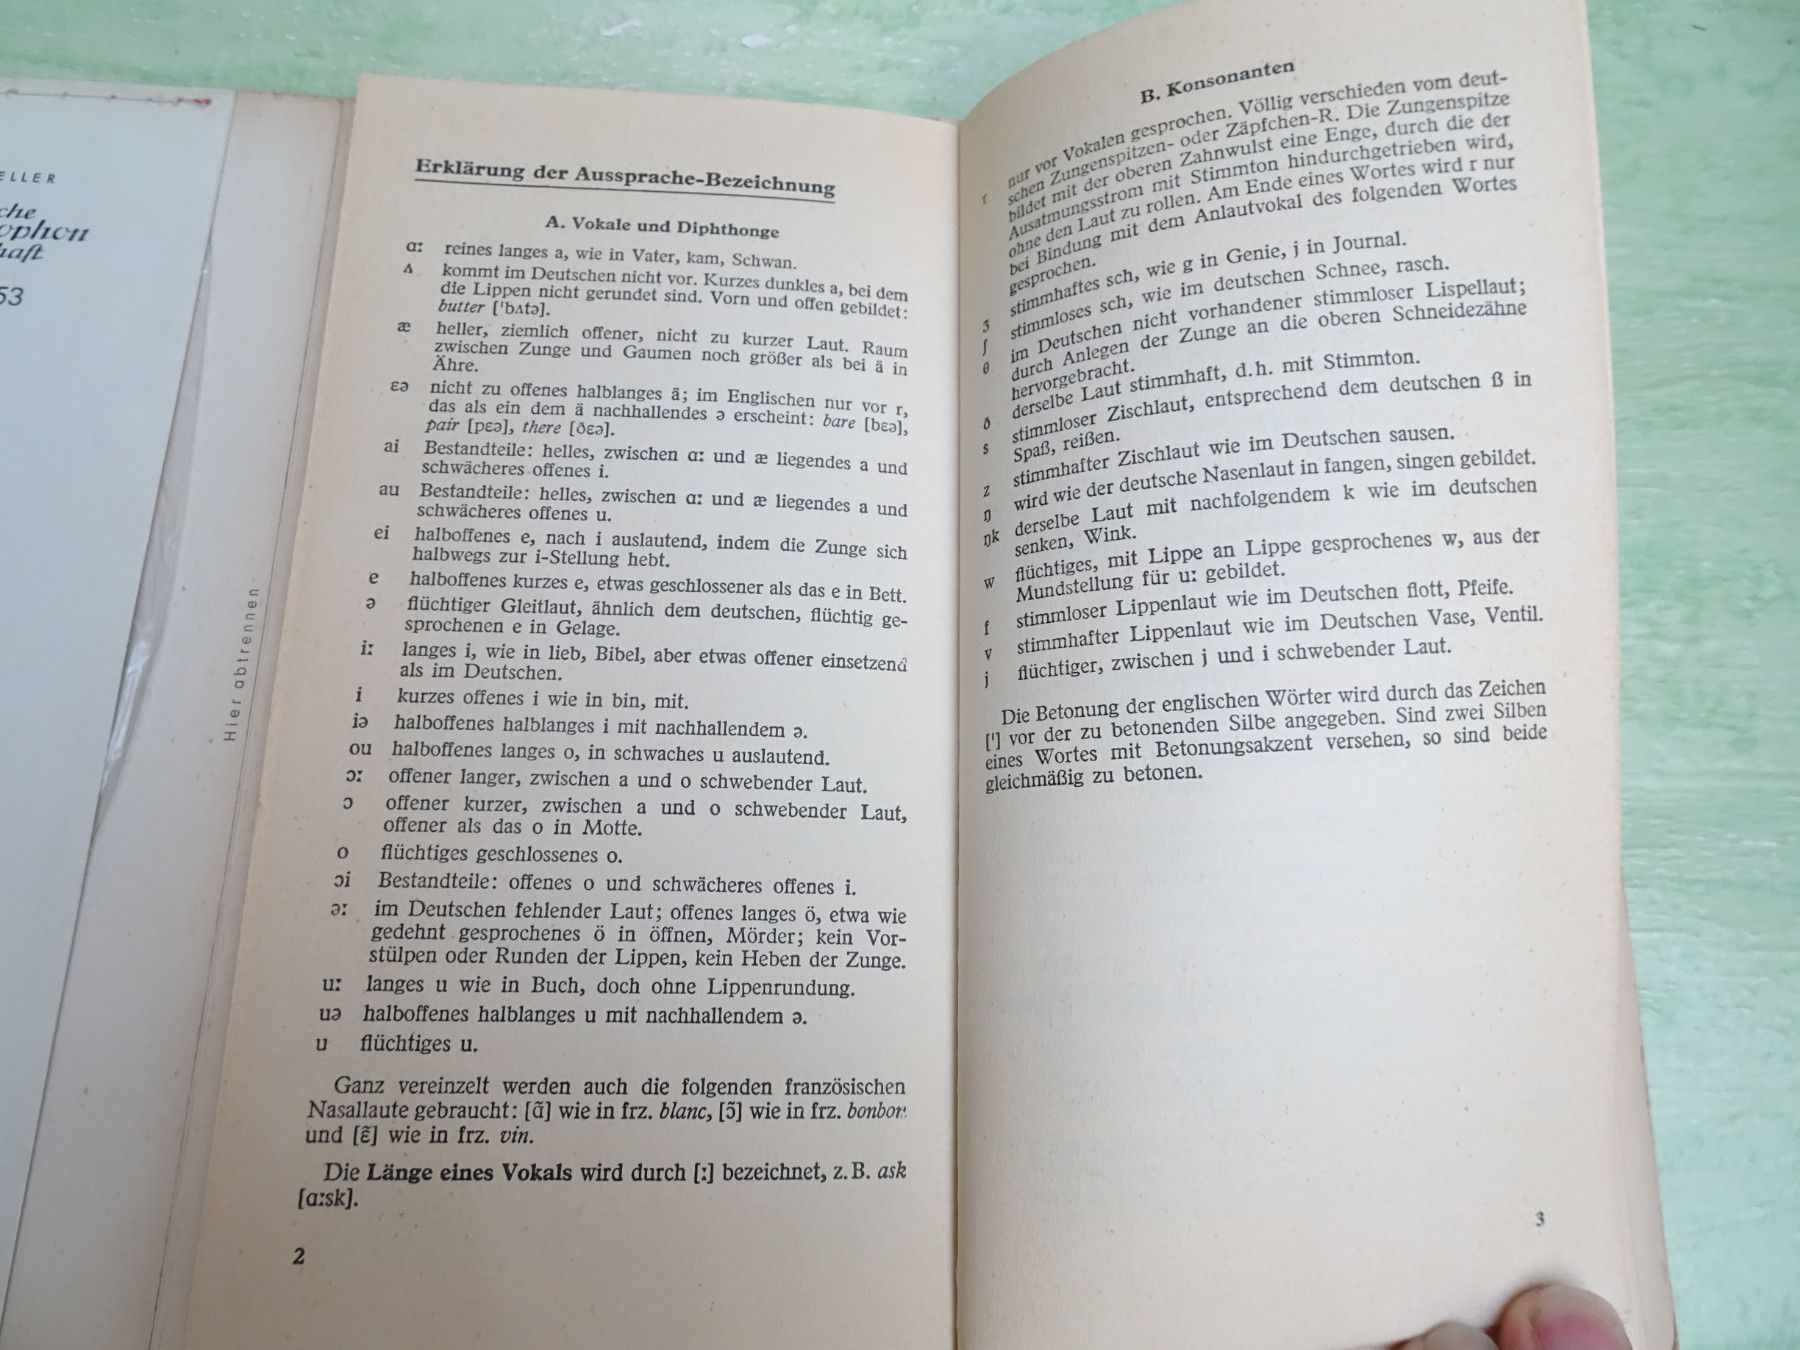 ELLER
che
ophon
haft
53
Hier abtrennen
Erklärung der Aussprache-Bezeichnung
A. Vokale und Diphthonge
ɑː reines langes a, wie in Vater, kam, Schwan.
ʌ kommt im Deutschen nicht vor. Kurzes dunkles a, bei dem
die Lippen nicht gerundet sind. Vorn und offen gebildet:
butter ['bʌtə].
æ heller, ziemlich offener, nicht zu kurzer Laut. Raum
zwischen Zunge und Gaumen noch größer als bei ä in
Ähre.
ɛə nicht zu offenes halblanges ä; im Englischen nur vor r,
das als ein dem ä nachhallendes ə erscheint: bare [bɛə],
pair [pɛə], there [ðɛə].
ai Bestandteile: helles, zwischen ɑː und æ liegendes a und
schwächeres offenes i.
au Bestandteile: helles, zwischen ɑː und æ liegendes a und
schwächeres offenes u.
ei halboffenes e, nach i auslautend, indem die Zunge sich
halbwegs zur i-Stellung hebt.
e halboffenes kurzes e, etwas geschlossener als das e in Bett.
ə flüchtiger Gleitlaut, ähnlich dem deutschen, flüchtig ge-
sprochenen e in Gelage.
iː langes i, wie in lieb, Bibel, aber etwas offener einsetzend
als im Deutschen.
i kurzes offenes i wie in bin, mit.
iə halboffenes halblanges i mit nachhallendem ə.
ou halboffenes langes o, in schwaches u auslautend.
ɔː offener langer, zwischen a und o schwebender Laut.
ɔ offener kurzer, zwischen a und o schwebender Laut,
offener als das o in Motte.
o flüchtiges geschlossenes o.
ɔi Bestandteile: offenes o und schwächeres offenes i.
əː im Deutschen fehlender Laut; offenes langes ö, etwa wie
gedehnt gesprochenes ö in öffnen, Mörder; kein Vor-
stülpen oder Runden der Lippen, kein Heben der Zunge.
uː langes u wie in Buch, doch ohne Lippenrundung.
uə halboffenes halblanges u mit nachhallendem ə.
u flüchtiges u.
Ganz vereinzelt werden auch die folgenden französischen
Nasallaute gebraucht: [ɑ̃] wie in frz. blanc, [ɔ̃] wie in frz. bonbon
und [ɛ̃] wie in frz. vin.
Die Länge eines Vokals wird durch [ː] bezeichnet, z.B. ask
[ɑːsk].
2
B. Konsonanten
r nur vor Vokalen gesprochen. Völlig verschieden vom deut-
schen Zungenspitzen- oder Zäpfchen-R. Die Zungenspitze
bildet mit der oberen Zahnwulst eine Enge, durch die der
Ausatmungsstrom mit Stimmton hindurchgetrieben wird,
ohne den Laut zu rollen. Am Ende eines Wortes wird r nur
bei Bindung mit dem Anlautvokal des folgenden Wortes
gesprochen.
ʒ stimmhaftes sch, wie g in Genie, j in Journal.
ʃ stimmloses sch, wie im deutschen Schnee, rasch.
θ im Deutschen nicht vorhandener stimmloser Lispellaut;
durch Anlegen der Zunge an die oberen Schneidezähne
hervorgebracht.
ð derselbe Laut stimmhaft, d.h. mit Stimmton.
s stimmloser Zischlaut, entsprechend dem deutschen ß in
Spaß, reißen.
z stimmhafter Zischlaut wie im Deutschen sausen.
ŋ wird wie der deutsche Nasenlaut in fangen, singen gebildet.
ŋk derselbe Laut mit nachfolgendem k wie im deutschen
senken, Wink.
w flüchtiges, mit Lippe an Lippe gesprochenes w, aus der
Mundstellung für uː gebildet.
f stimmloser Lippenlaut wie im Deutschen flott, Pfeife.
v stimmhafter Lippenlaut wie im Deutschen Vase, Ventil.
j flüchtiger, zwischen j und i schwebender Laut.
Die Betonung der englischen Wörter wird durch das Zeichen
['] vor der zu betonenden Silbe angegeben. Sind zwei Silben
eines Wortes mit Betonungsakzent versehen, so sind beide
gleichmäßig zu betonen.
3